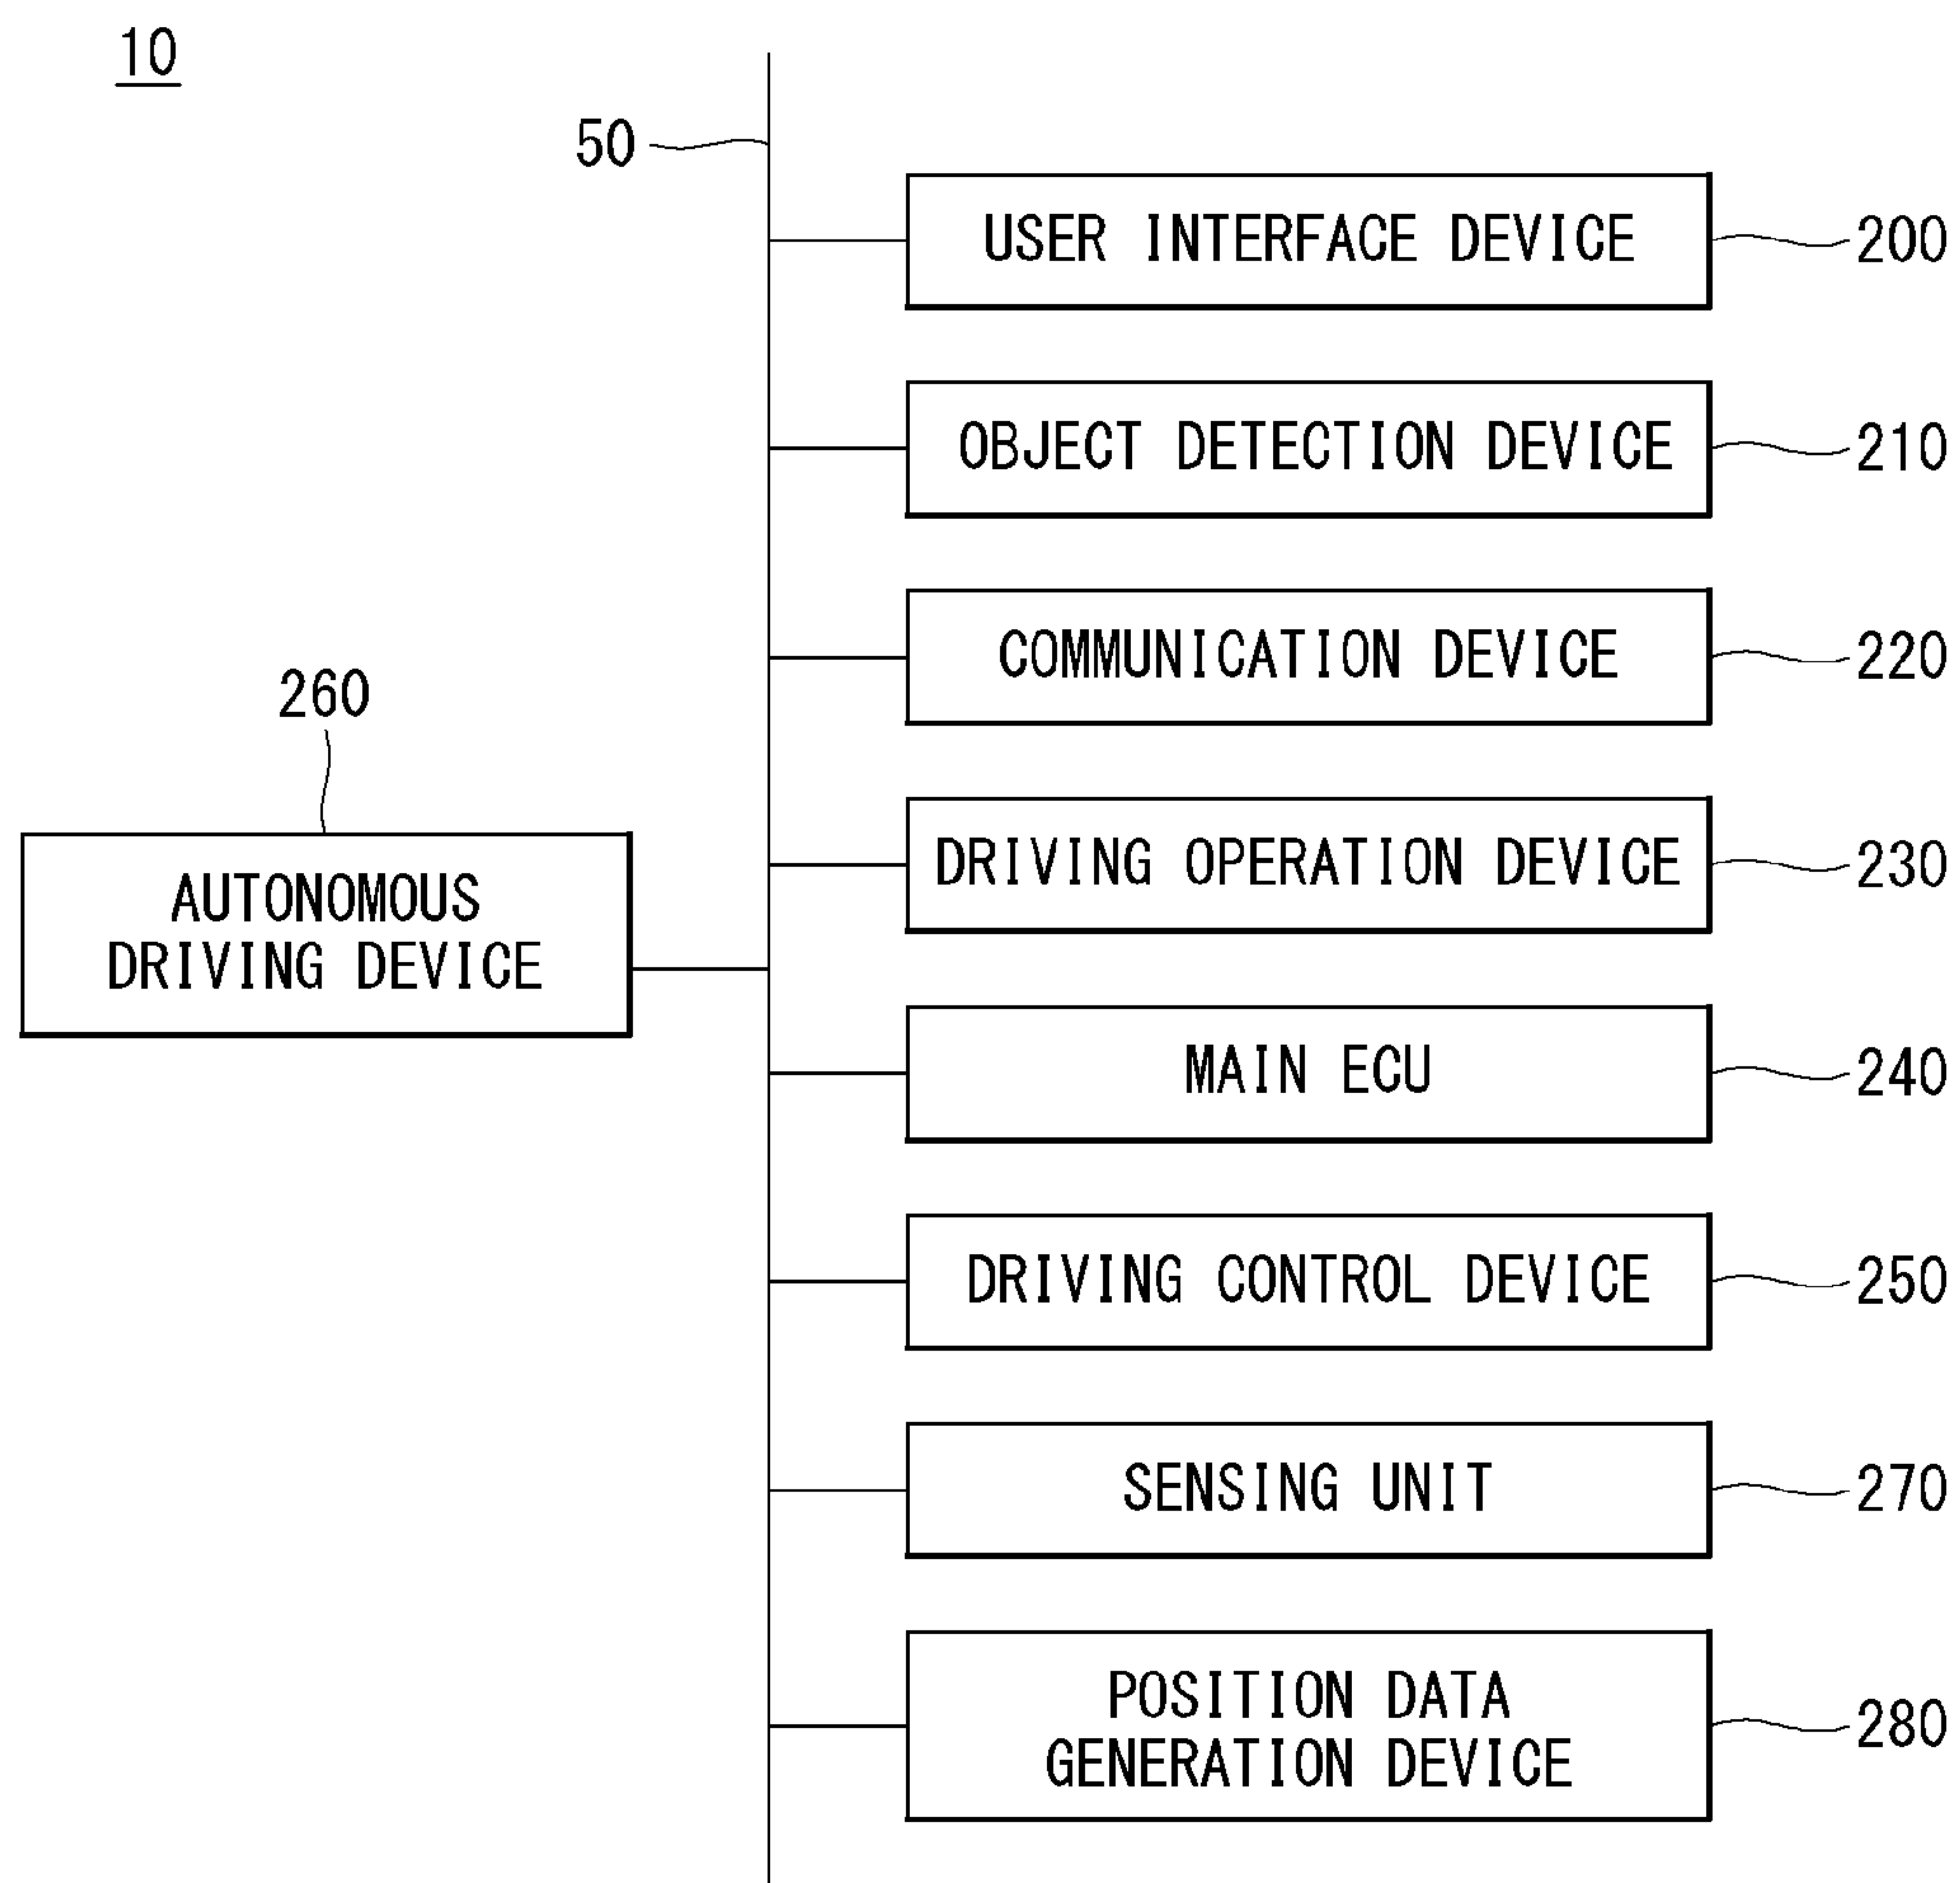 10
50
USER INTERFACE DEVICE
200
OBJECT DETECTION DEVICE
210
COMMUNICATION DEVICE
220
260
DRIVING OPERATION DEVICE
230
AUTONOMOUS
DRIVING DEVICE
MAIN ECU
240
DRIVING CONTROL DEVICE
250
SENSING UNIT
270
POSITION DATA
GENERATION DEVICE
280